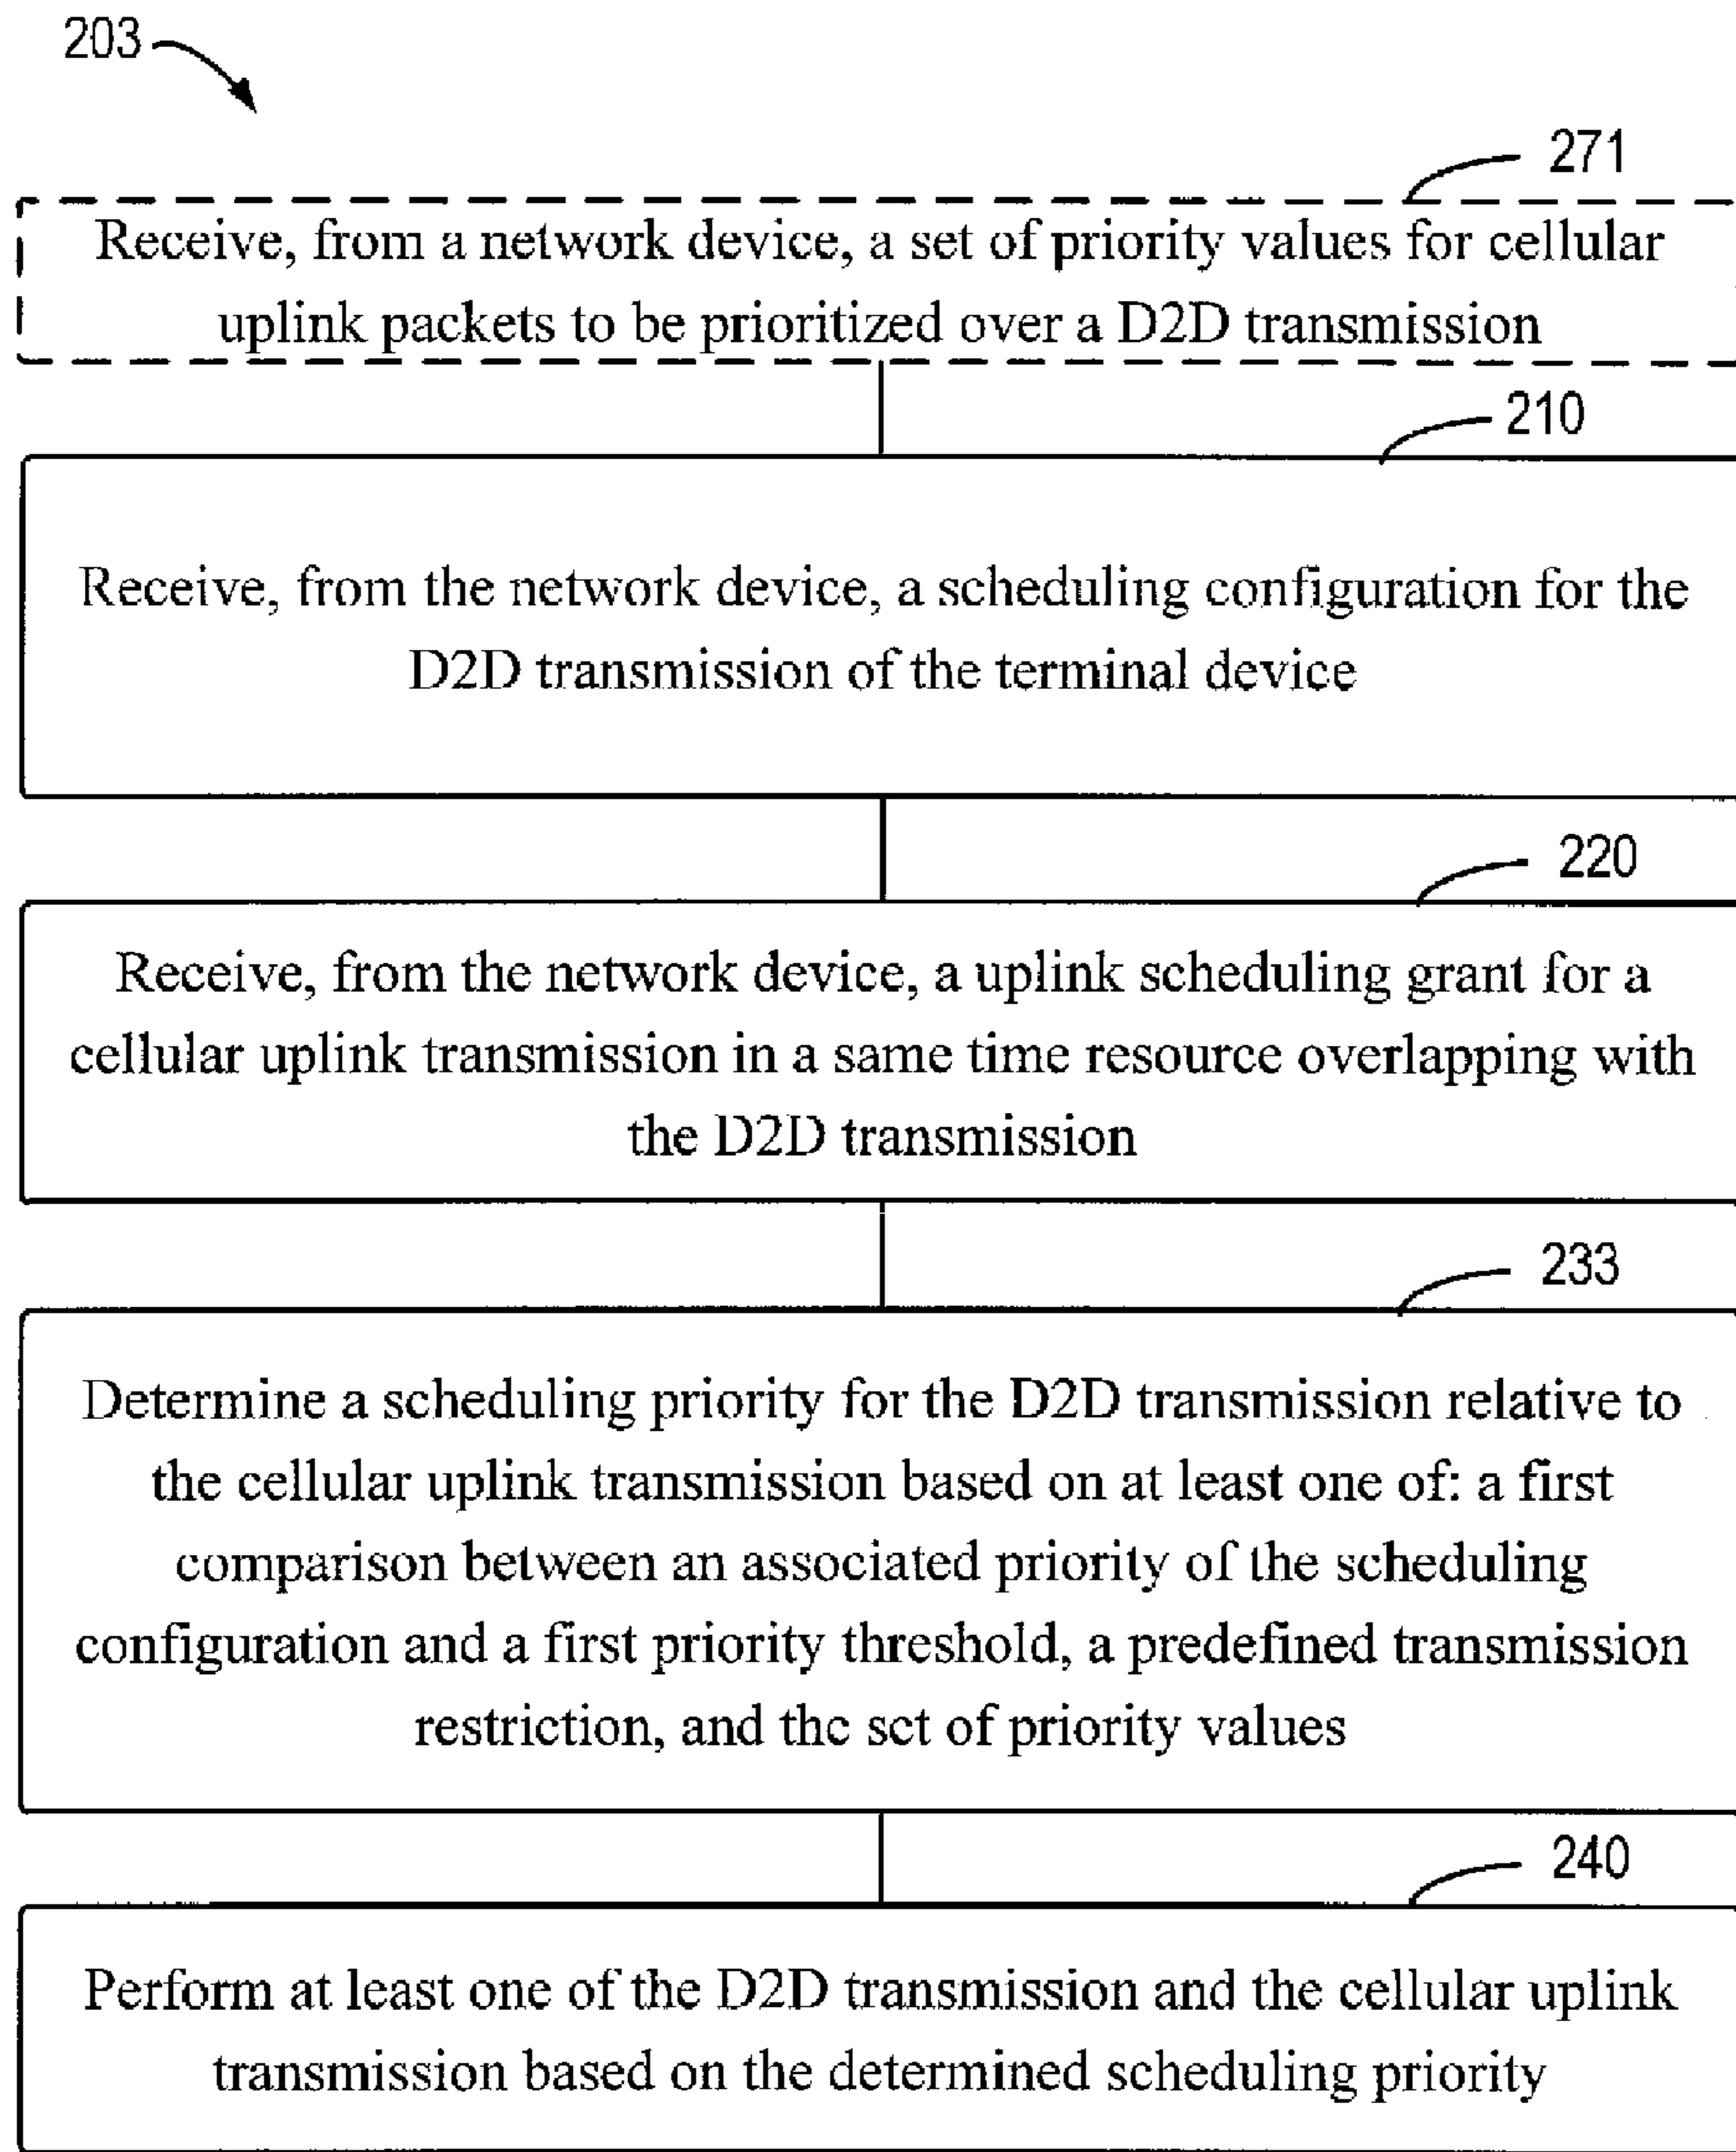 203
271
Receive, from a network device, a set of priority values for cellular
uplink packets to be prioritized over a D2D transmission
210
Receive, from the network device, a scheduling configuration for the
D2D transmission of the terminal device
220
Receive, from the network device, a uplink scheduling grant for a
cellular uplink transmission in a same time resource overlapping with
the D2D transmission
233
Determine a scheduling priority for the D2D transmission relative to
the cellular uplink transmission based on at least one of: a first
comparison between an associated priority of the scheduling
configuration and a first priority threshold, a predefined transmission
restriction, and the set of priority values
240
Perform at least one of the D2D transmission and the cellular uplink
transmission based on the determined scheduling priority